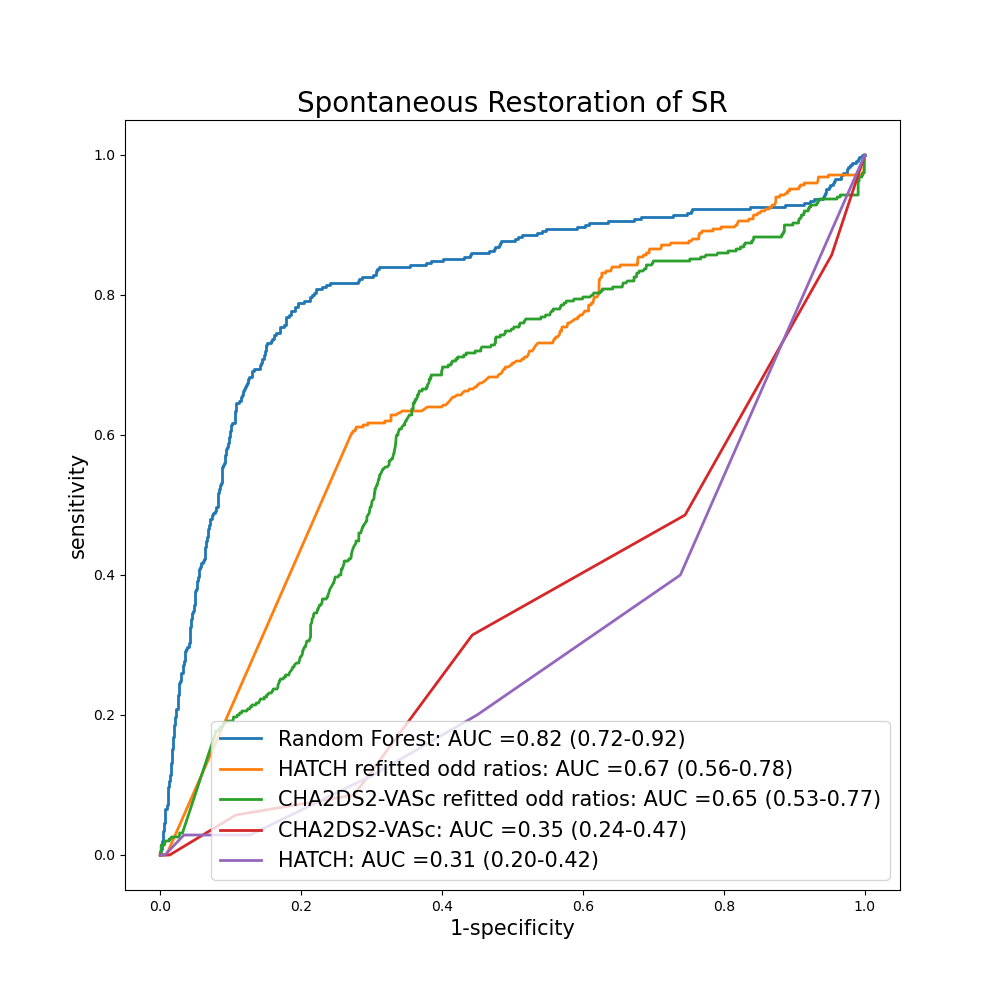 Spontaneous Restoration of SR
1.0
0.8
0.6
0.4
0.2
0.0
sensitivity
Random Forest: AUC =0.82 (0.72-0.92)
HATCH refitted odd ratios: AUC =0.67 (0.56-0.78)
CHA2DS2-VASc refitted odd ratios: AUC =0.65 (0.53-0.77)
CHA2DS2-VASc: AUC =0.35 (0.24-0.47)
HATCH: AUC =0.31 (0.20-0.42)
0.0 0.2 0.4 0.6 0.8 1.0
1-specificity